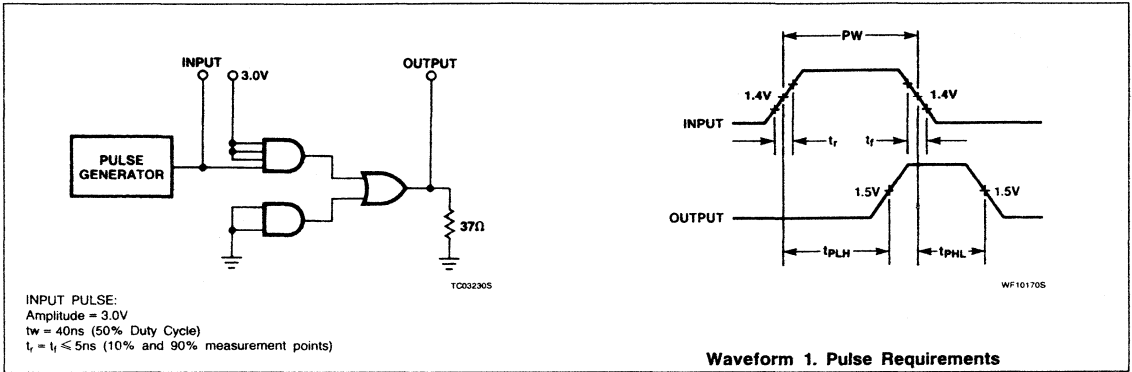 INPUT
3.0V
OUTPUT
PULSE
GENERATOR
37Ω
TC03230S
INPUT PULSE:
Amplitude = 3.0V
tw = 40ns (50% Duty Cycle)
tr = tf ⩽ 5ns (10% and 90% measurement points)
PW
1.4V
1.4V
INPUT
tr
tf
1.5V
1.5V
OUTPUT
tPLH
tPHL
WF10170S
Waveform 1. Pulse Requirements